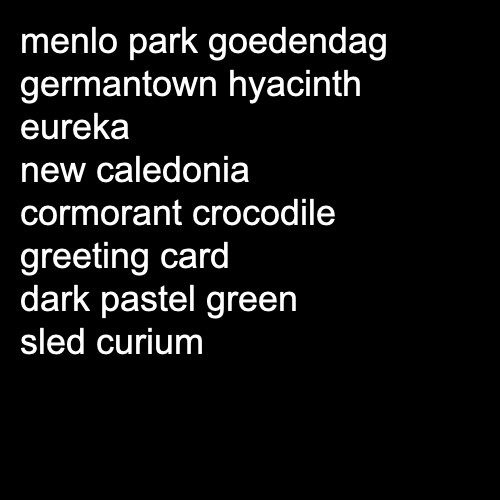 menlo park goedendag
germantown hyacinth
eureka
new caledonia
cormorant crocodile
greeting card
dark pastel green
sled curium